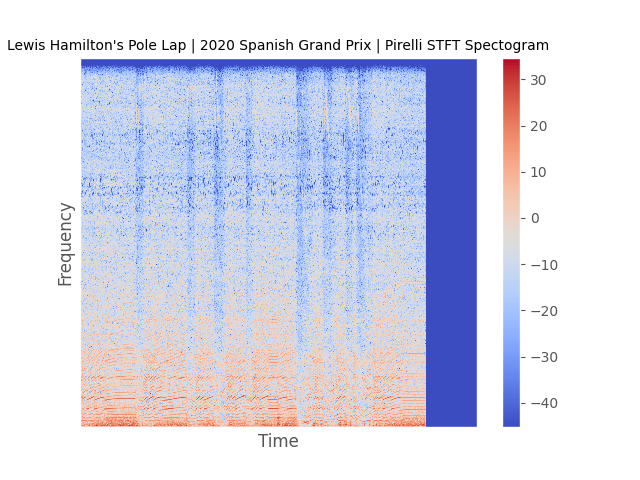 Lewis Hamilton's Pole Lap | 2020 Spanish Grand Prix | Pirelli STFT Spectogram
Frequency
Time
30
20
10
0
−10
−20
−30
−40